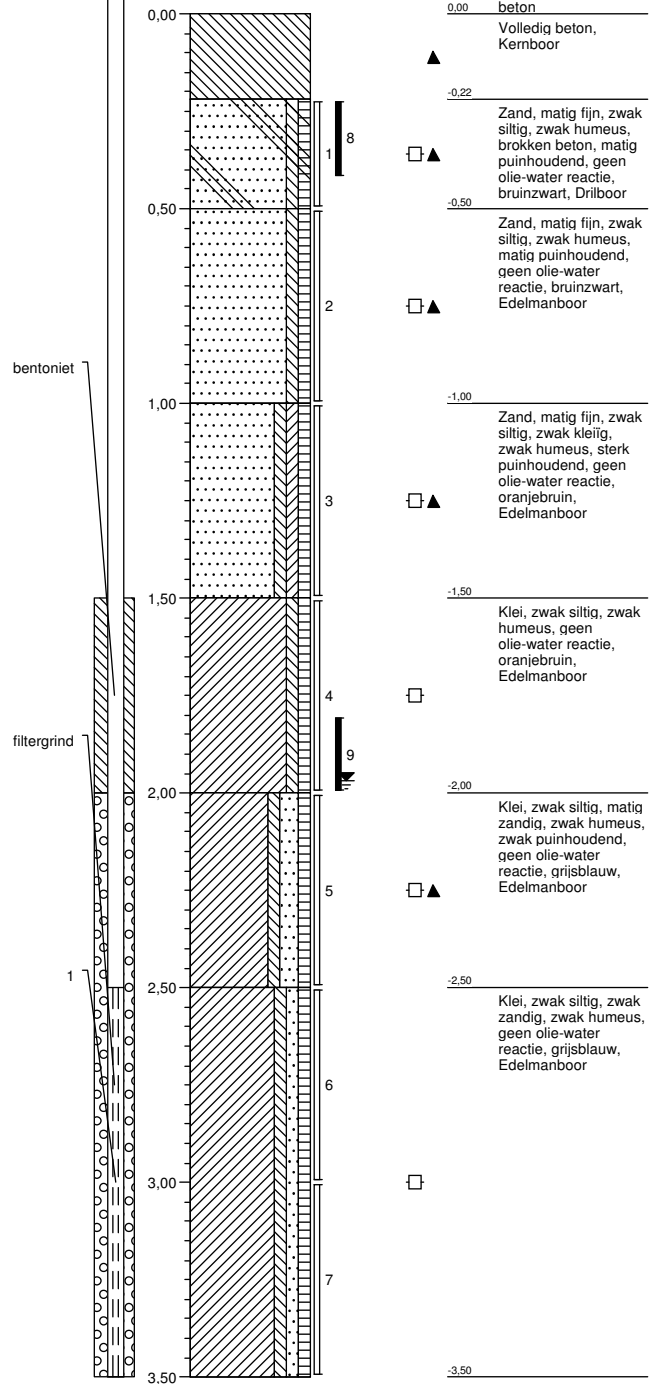 beton
0,00
0,00
Volledig beton,
Kernboor
-0,22
Zand, matig fijn, zwak
siltig, zwak humeus,
brokken beton, matig
puinhoudend, geen
olie-water reactie,
bruinzwart, Drilboor
1
8
0,50
-0,50
Zand, matig fijn, zwak
siltig, zwak humeus,
matig puinhoudend,
geen olie-water
reactie, bruinzwart,
Edelmanboor
2
bentoniet
1,00
-1,00
Zand, matig fijn, zwak
siltig, zwak kleiïg,
zwak humeus, sterk
puinhoudend, geen
olie-water reactie,
oranjebruin,
Edelmanboor
3
1,50
-1,50
Klei, zwak siltig, zwak
humeus, geen
olie-water reactie,
oranjebruin,
Edelmanboor
4
filtergrind
9
2,00
-2,00
Klei, zwak siltig, matig
zandig, zwak humeus,
zwak puinhoudend,
geen olie-water
reactie, grijsblauw,
Edelmanboor
5
1
2,50
-2,50
Klei, zwak siltig, zwak
zandig, zwak humeus,
geen olie-water
reactie, grijsblauw,
Edelmanboor
6
3,00
7
3,50
-3,50